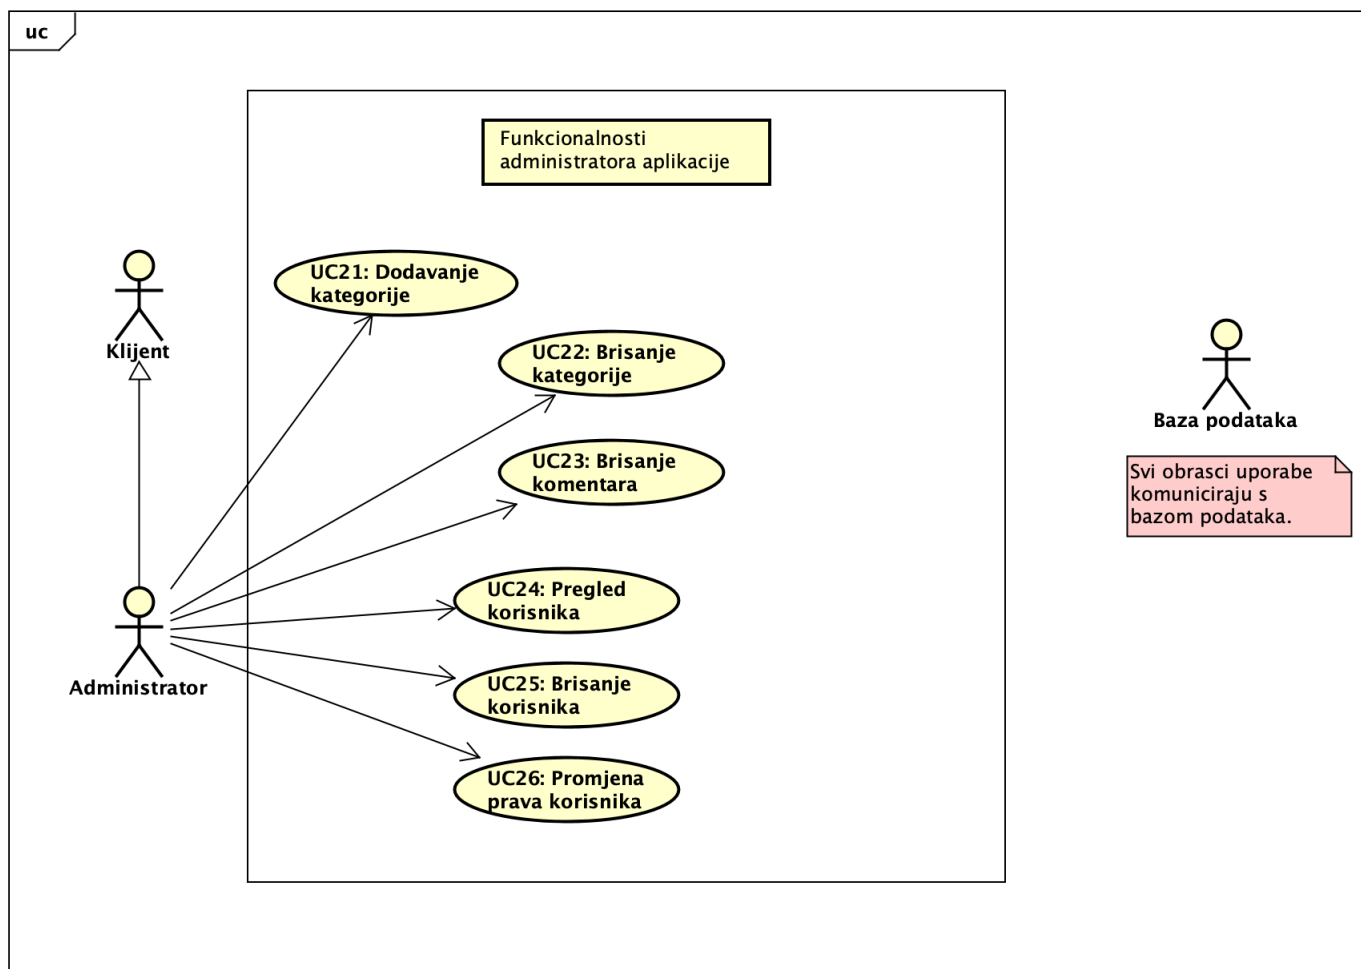 uc
Funkcionalnosti
administratora aplikacije
UC21: Dodavanje
kategorije
Klijent
UC22: Brisanje
kategorije
Baza podataka
UC23: Brisanje
komentara
Svi obrasci uporabe
komuniciraju s
bazom podataka.
UC24: Pregled
korisnika
Administrator
UC25: Brisanje
korisnika
UC26: Promjena
prava korisnika